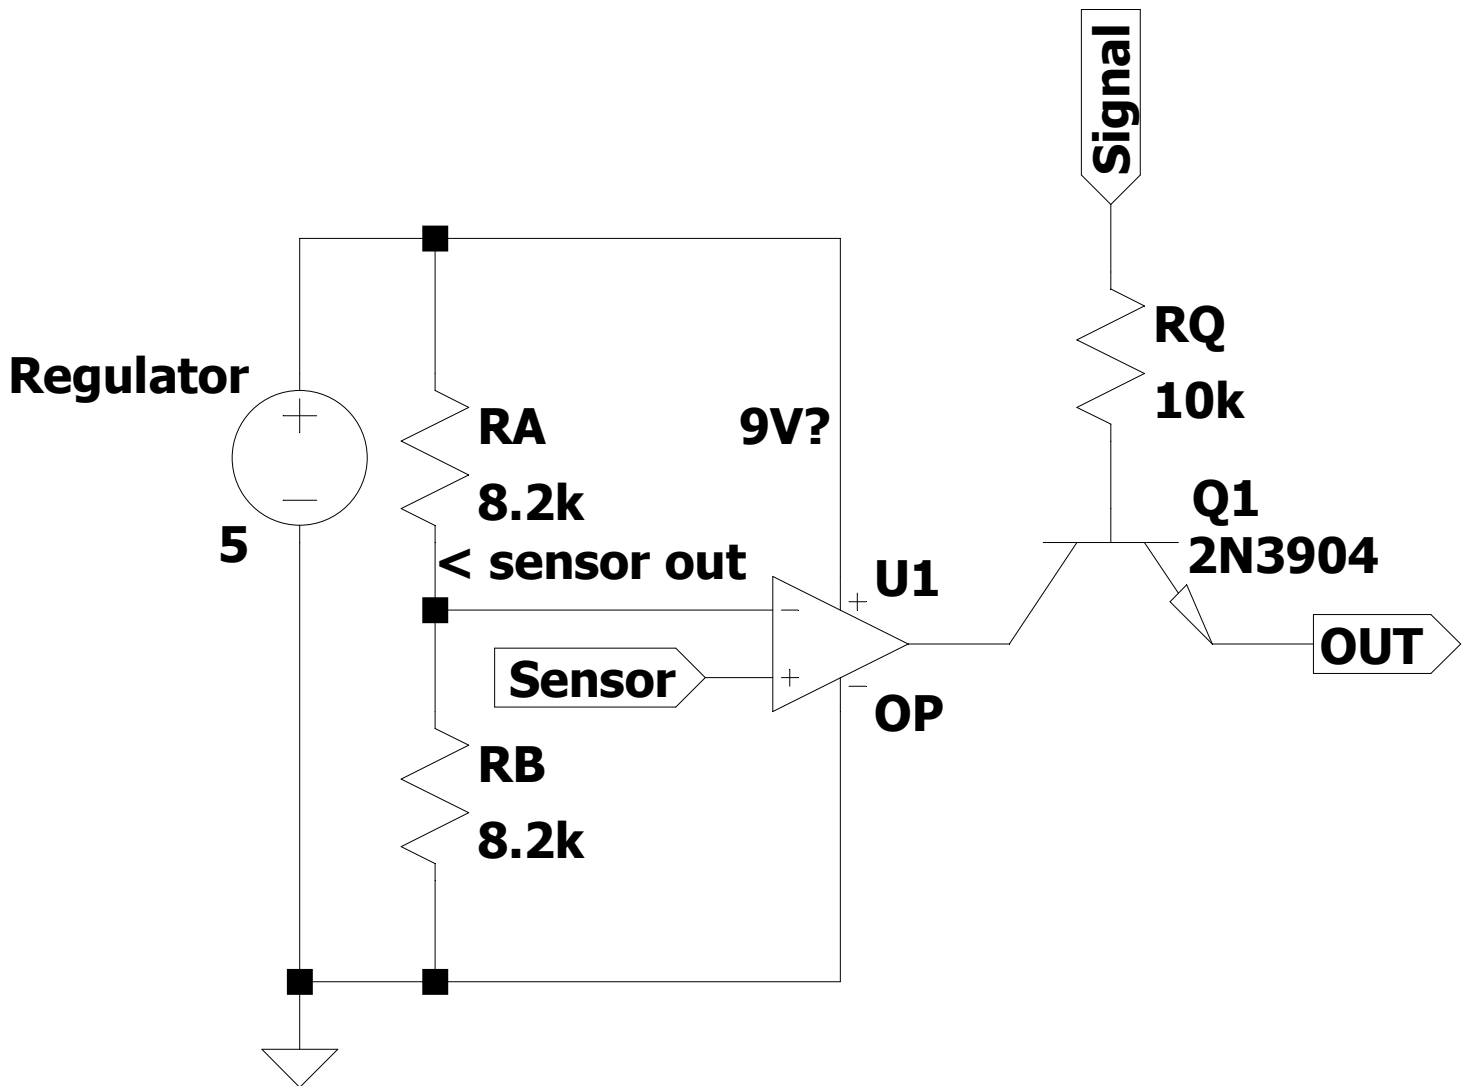 Signal
RQ
10k
Regulator
5
RA
8.2k
9V?
< sensor out
Q1
2N3904
U1
+
−
+
−
Sensor
OP
OUT
RB
8.2k
+
−